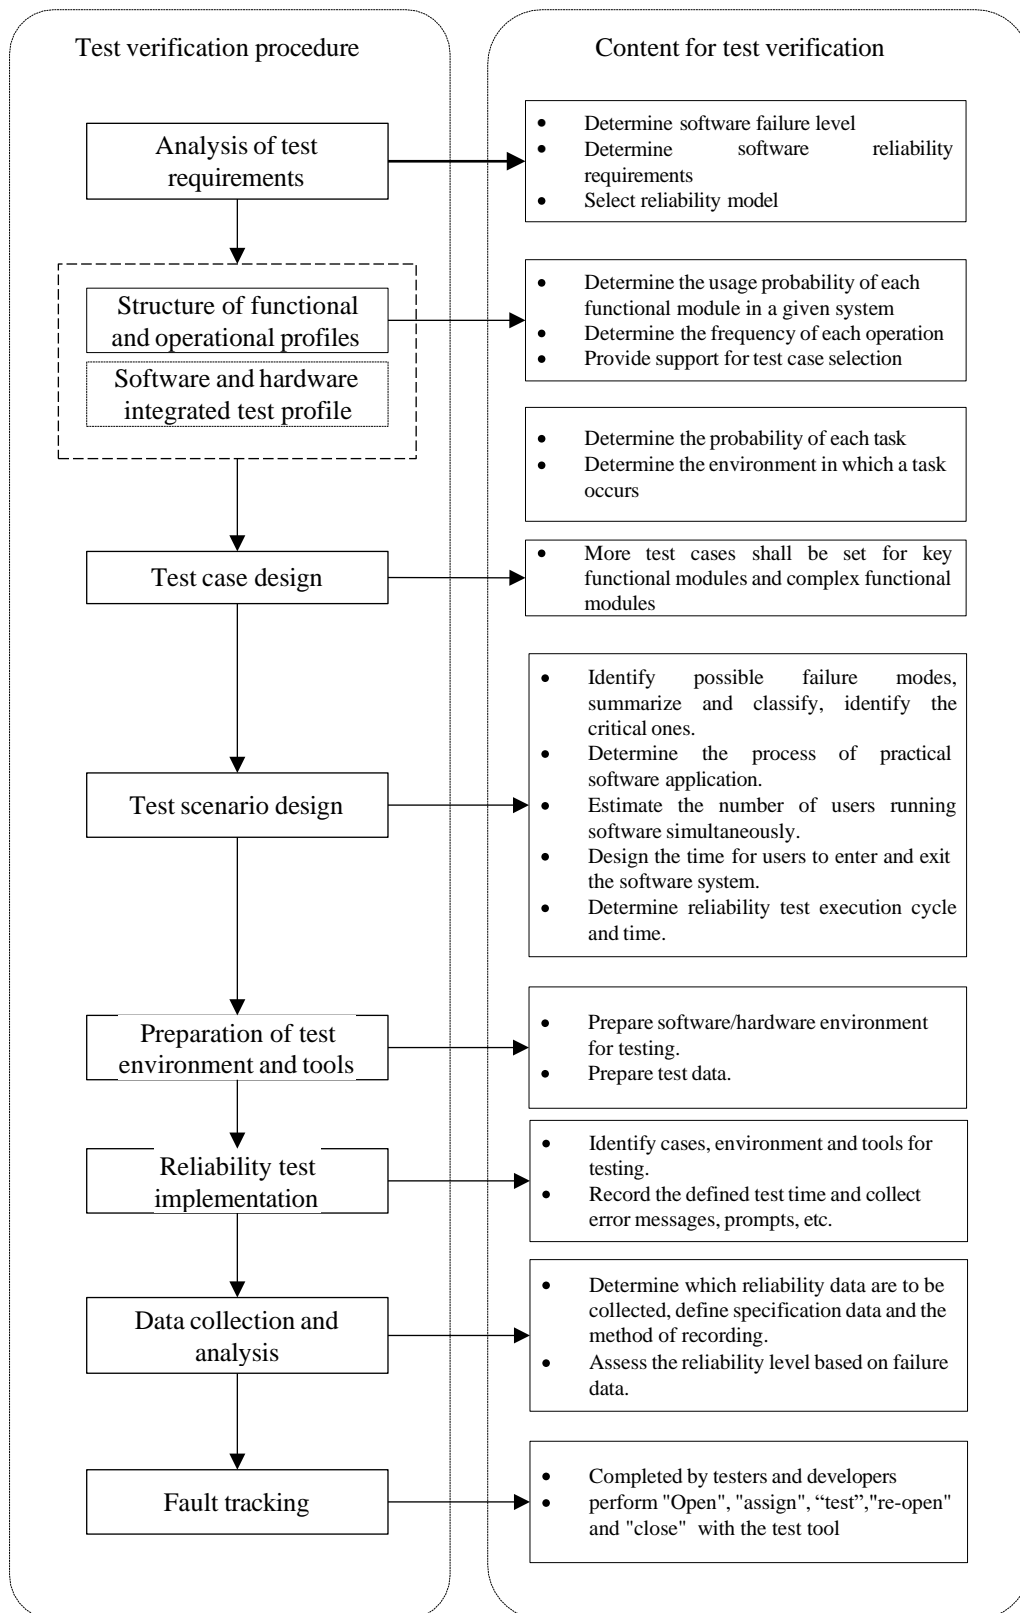 Test verification procedure
Content for test verification
Analysis of test
requirements
• Determine software failure level
• Determine software reliability
requirements
• Select reliability model
Structure of functional
and operational profiles
Software and hardware
integrated test profile
• Determine the usage probability of each
functional module in a given system
• Determine the frequency of each operation
• Provide support for test case selection
• Determine the probability of each task
• Determine the environment in which a task
occurs
Test case design
• More test cases shall be set for key
functional modules and complex functional
modules
Test scenario design
• Identify possible failure modes,
summarize and classify, identify the
critical ones.
• Determine the process of practical
software application.
• Estimate the number of users running
software simultaneously.
• Design the time for users to enter and exit
the software system.
• Determine reliability test execution cycle
and time.
Preparation of test
environment and tools
• Prepare software/hardware environment
for testing.
• Prepare test data.
Reliability test
implementation
• Identify cases, environment and tools for
testing.
• Record the defined test time and collect
error messages, prompts, etc.
Data collection and
analysis
• Determine which reliability data are to be
collected, define specification data and the
method of recording.
• Assess the reliability level based on failure
data.
Fault tracking
• Completed by testers and developers
• perform "Open", "assign", “test”,"re-open"
and "close" with the test tool